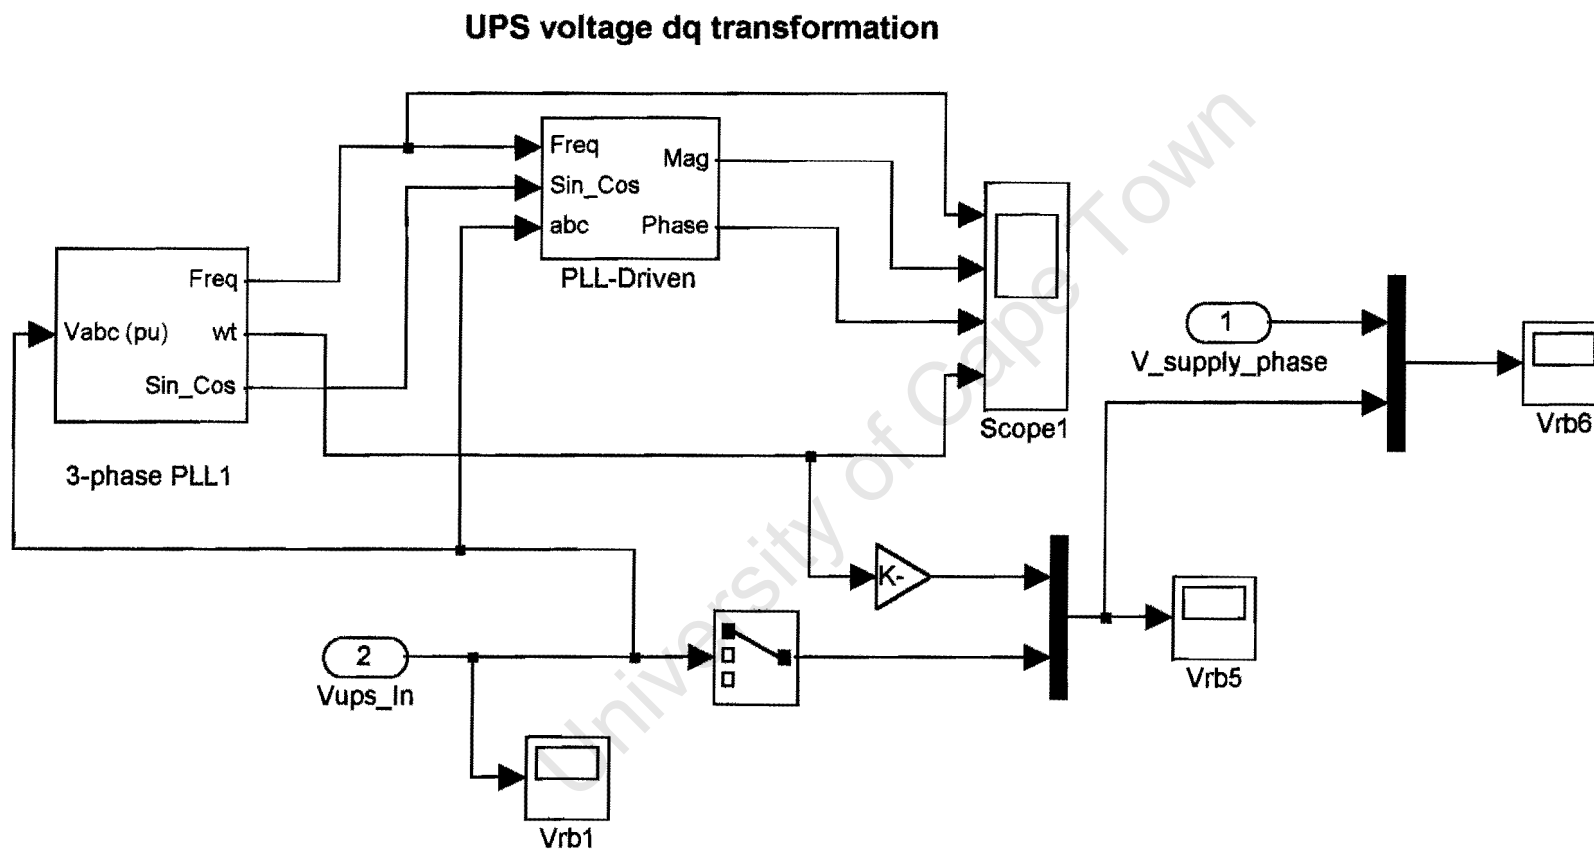 UPS voltage dq transformation
Freq
Sin_Cos
abc
Mag
Phase
PLL-Driven
Freq
Vabc (pu)
wt
Sin_Cos
3-phase PLL1
Scope1
1
V_supply_phase
Vrb6
K-
Vrb5
2
Vups_In
Vrb1
University of Cape Town